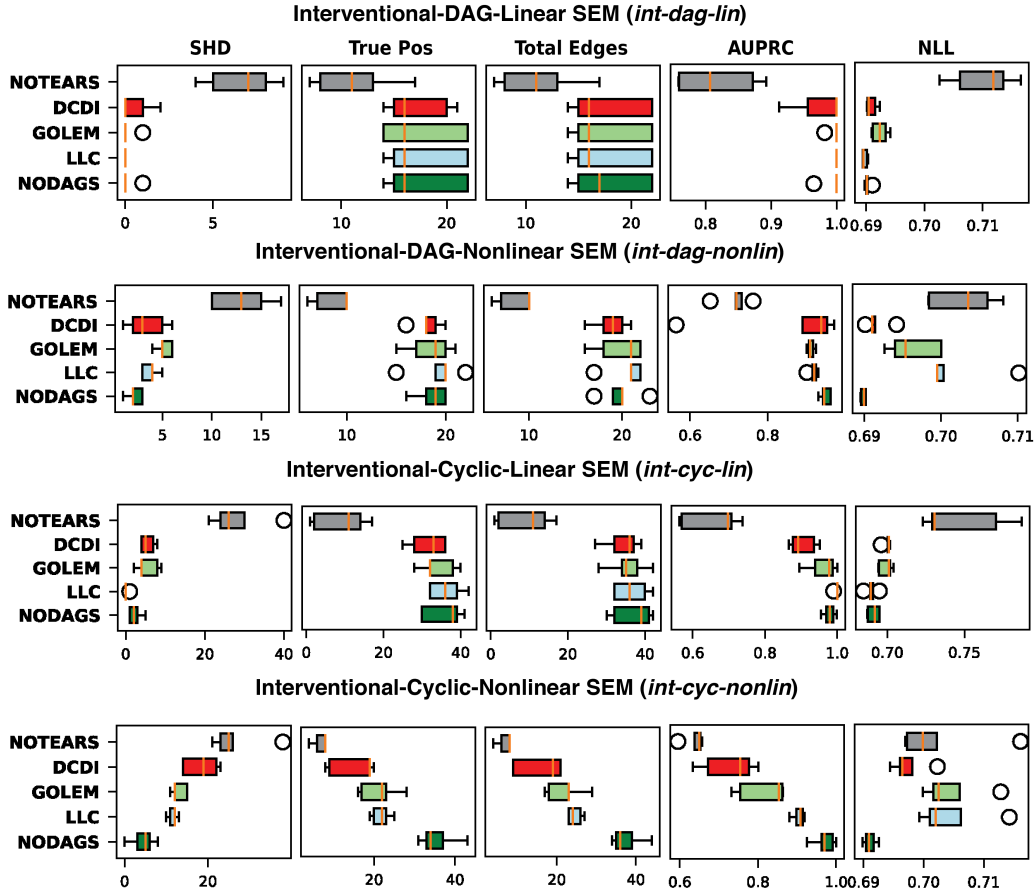 Interventional-DAG-Linear SEM (int-dag-lin)
SHD True Pos Total Edges AUPRC NLL
NOTEARS
DCDI
GOLEM
LLC
NODAGS
0 5 10 20 10 20 0.8 0.9 1.0 0.69 0.70 0.71
Interventional-DAG-Nonlinear SEM (int-dag-nonlin)
NOTEARS
DCDI
GOLEM
LLC
NODAGS
5 10 15 10 20 10 20 0.6 0.8 0.69 0.70 0.71
Interventional-Cyclic-Linear SEM (int-cyc-lin)
NOTEARS
DCDI
GOLEM
LLC
NODAGS
0 20 40 0 20 40 0 20 40 0.6 0.8 1.0 0.70 0.75
Interventional-Cyclic-Nonlinear SEM (int-cyc-nonlin)
NOTEARS
DCDI
GOLEM
LLC
NODAGS
0 20 20 40 20 40 0.6 0.8 1.0 0.69 0.70 0.71